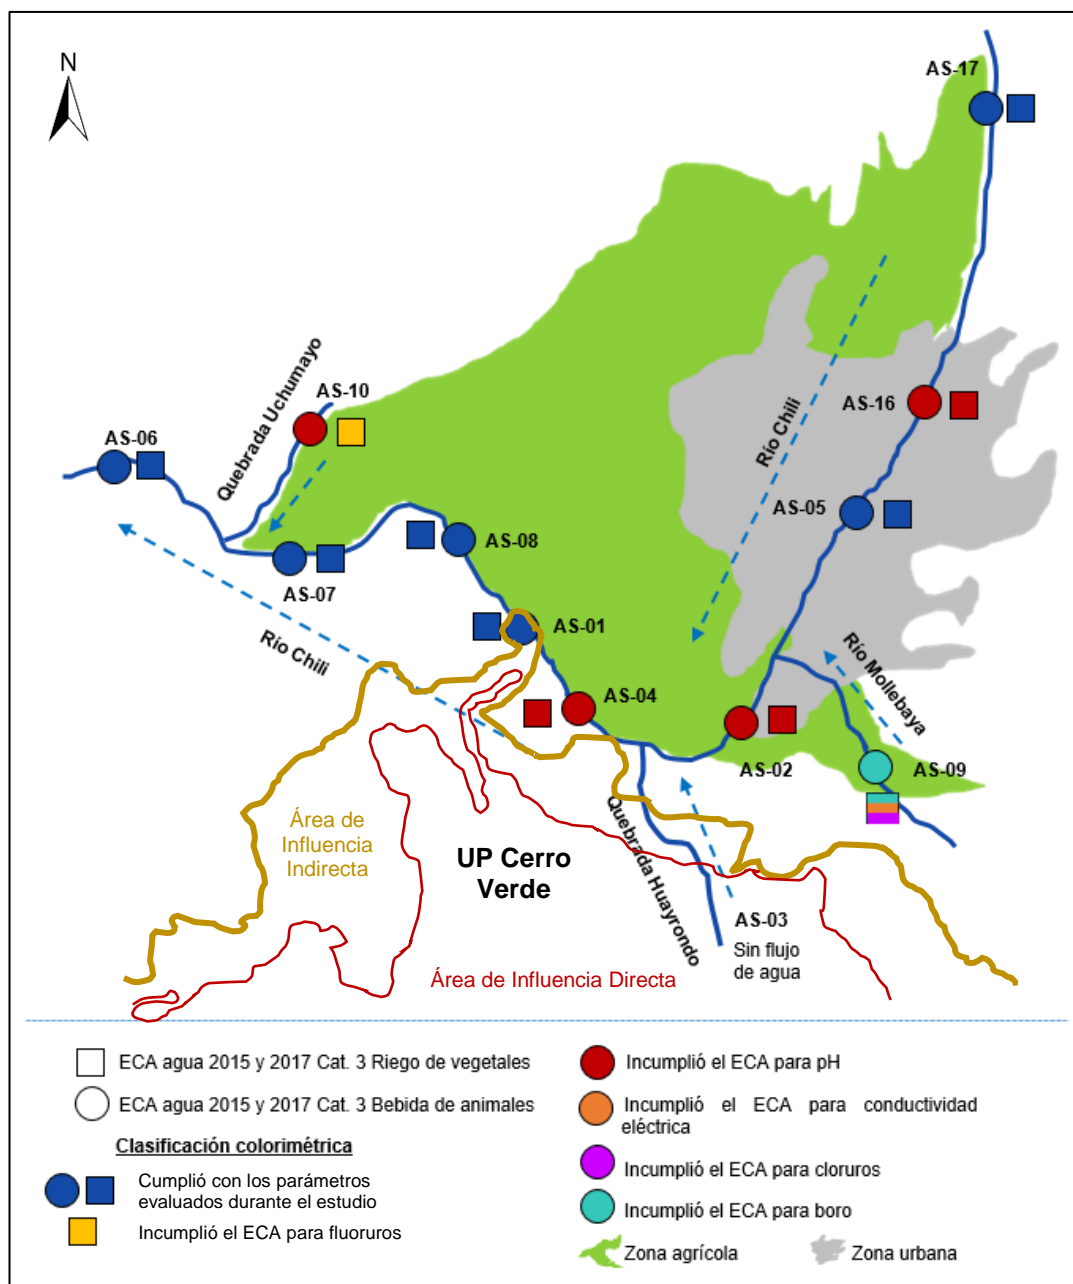 N
AS-17
AS-10
Quebrada Uchumayo
AS-06
AS-16
Río Chili
AS-05
AS-08
AS-07
AS-01
Río Chili
Río Mollebaya
AS-04
AS-02
AS-09
Quebrada Huayrondo
Área de
Influencia
Indirecta
UP Cerro
Verde
AS-03
Sin flujo
de agua
Área de Influencia Directa
ECA agua 2015 y 2017 Cat. 3 Riego de vegetales
ECA agua 2015 y 2017 Cat. 3 Bebida de animales
Clasificación colorimétrica
Cumplió con los parámetros
evaluados durante el estudio
Incumplió el ECA para fluoruros
Incumplió el ECA para pH
Incumplió el ECA para conductividad
eléctrica
Incumplió el ECA para cloruros
Incumplió el ECA para boro
Zona agrícola
Zona urbana